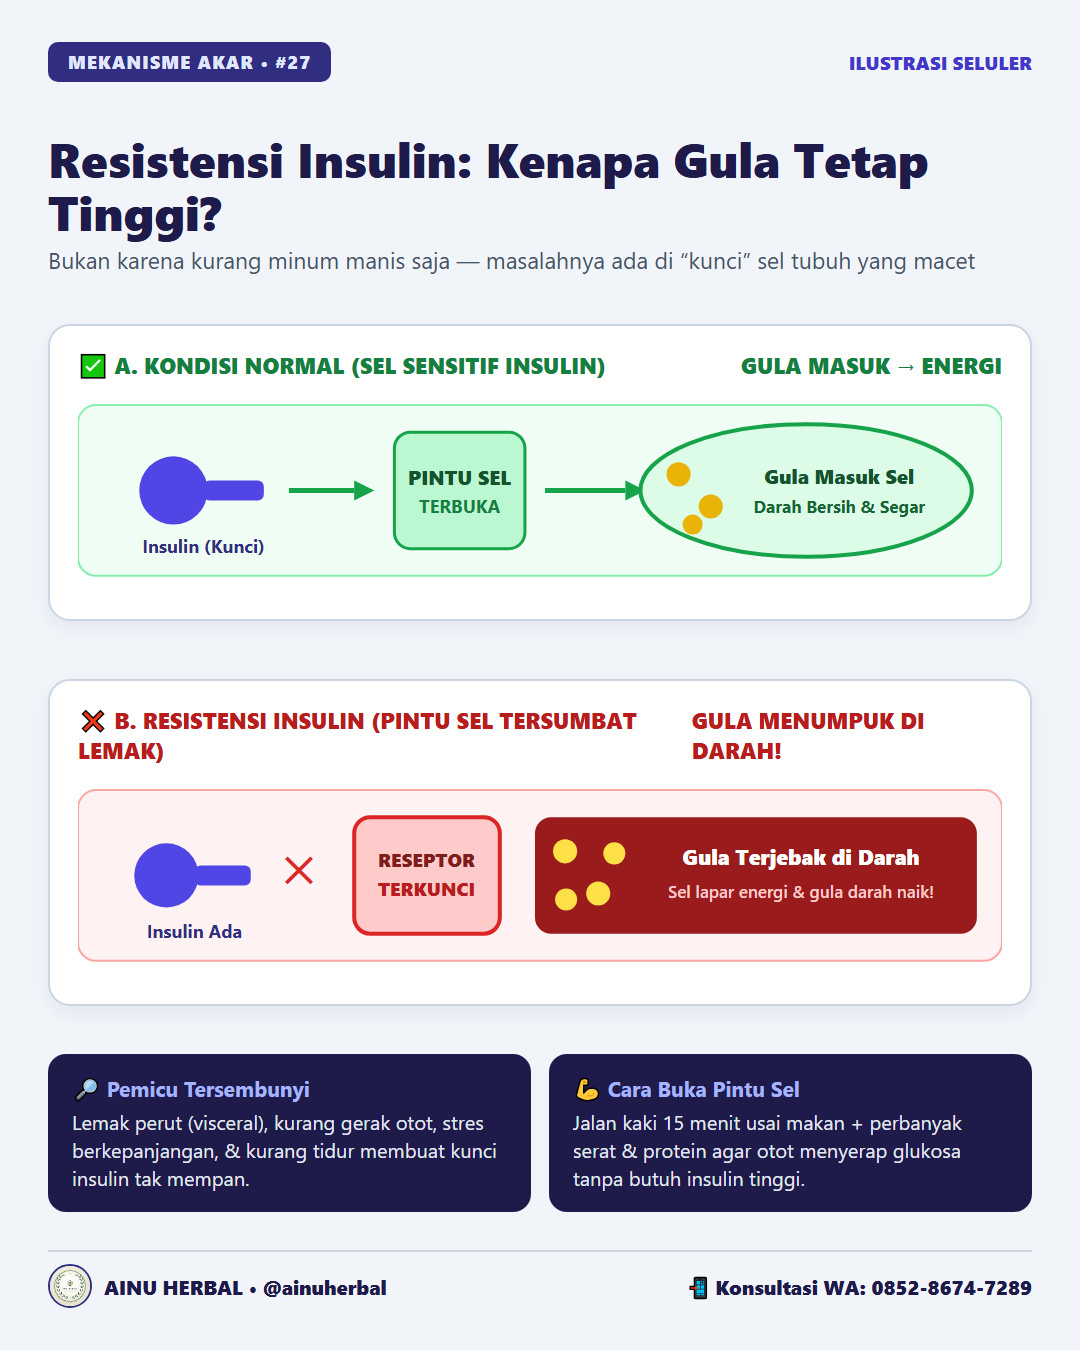 MEKANISME AKAR • #27
ILUSTRASI SELULER
Resistensi Insulin: Kenapa Gula Tetap
Tinggi?
Bukan karena kurang minum manis saja — masalahnya ada di “kunci” sel tubuh yang macet
✅ A. KONDISI NORMAL (SEL SENSITIF INSULIN)
GULA MASUK → ENERGI
Insulin (Kunci)
PINTU SEL
TERBUKA
Gula Masuk Sel
Darah Bersih & Segar
❌ B. RESISTENSI INSULIN (PINTU SEL TERSUMBAT
LEMAK)
GULA MENUMPUK DI
DARAH!
Insulin Ada
RESEPTOR
TERKUNCI
Gula Terjebak di Darah
Sel lapar energi & gula darah naik!
🔎 Pemicu Tersembunyi
Lemak perut (visceral), kurang gerak otot, stres
berkepanjangan, & kurang tidur membuat kunci
insulin tak mempan.
💪 Cara Buka Pintu Sel
Jalan kaki 15 menit usai makan + perbanyak
serat & protein agar otot menyerap glukosa
tanpa butuh insulin tinggi.
AINU HERBAL • @ainuherbal
📲 Konsultasi WA: 0852-8674-7289